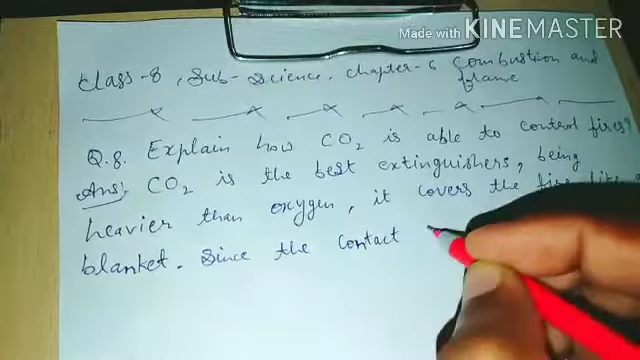 Made with KINEMASTER
Class-8, Sub- Science, Chapter-6 Combustion and
flame
Q.8. Explain how CO2 is able to control fires?
Ans: CO2 is the best extinguishers, being
heavier than oxygen, it covers the fire like a
blanket. Since the contact